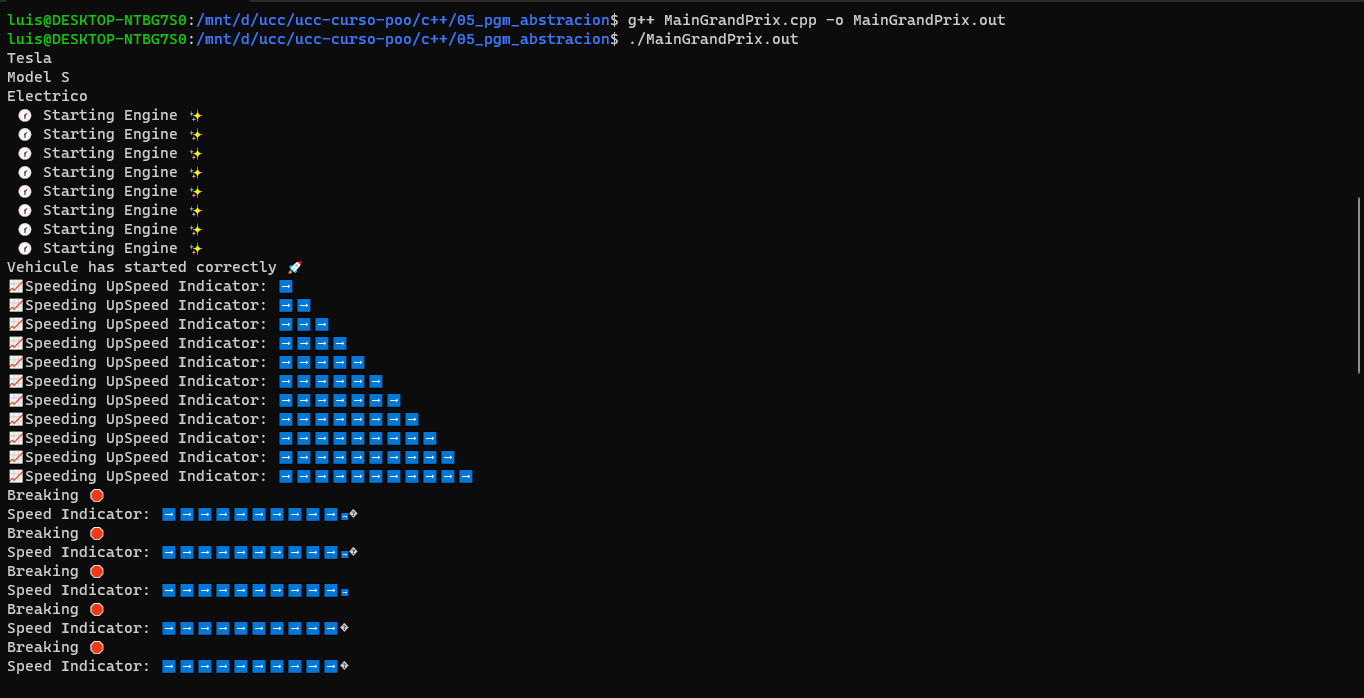 luis@DESKTOP-NTBG7S0:/mnt/d/ucc/ucc-curso-poo/c++/05_pgm_abstracion$ g++ MainGrandPrix.cpp -o MainGrandPrix.out
luis@DESKTOP-NTBG7S0:/mnt/d/ucc/ucc-curso-poo/c++/05_pgm_abstracion$ ./MainGrandPrix.out
Tesla
Model S
Electrico
🕛 Starting Engine ✨
🕛 Starting Engine ✨
🕛 Starting Engine ✨
🕛 Starting Engine ✨
🕛 Starting Engine ✨
🕛 Starting Engine ✨
🕛 Starting Engine ✨
🕛 Starting Engine ✨
Vehicule has started correctly 🚀
📈Speeding UpSpeed Indicator: ➡
📈Speeding UpSpeed Indicator: ➡ ➡
📈Speeding UpSpeed Indicator: ➡ ➡ ➡
📈Speeding UpSpeed Indicator: ➡ ➡ ➡ ➡
📈Speeding UpSpeed Indicator: ➡ ➡ ➡ ➡ ➡
📈Speeding UpSpeed Indicator: ➡ ➡ ➡ ➡ ➡ ➡
📈Speeding UpSpeed Indicator: ➡ ➡ ➡ ➡ ➡ ➡ ➡
📈Speeding UpSpeed Indicator: ➡ ➡ ➡ ➡ ➡ ➡ ➡ ➡
📈Speeding UpSpeed Indicator: ➡ ➡ ➡ ➡ ➡ ➡ ➡ ➡ ➡
📈Speeding UpSpeed Indicator: ➡ ➡ ➡ ➡ ➡ ➡ ➡ ➡ ➡ ➡
📈Speeding UpSpeed Indicator: ➡ ➡ ➡ ➡ ➡ ➡ ➡ ➡ ➡ ➡ ➡
Breaking 🛑
Speed Indicator: ➡ ➡ ➡ ➡ ➡ ➡ ➡ ➡ ➡ ➡ ➡�
Breaking 🛑
Speed Indicator: ➡ ➡ ➡ ➡ ➡ ➡ ➡ ➡ ➡ ➡ ➡�
Breaking 🛑
Speed Indicator: ➡ ➡ ➡ ➡ ➡ ➡ ➡ ➡ ➡ ➡ ➡
Breaking 🛑
Speed Indicator: ➡ ➡ ➡ ➡ ➡ ➡ ➡ ➡ ➡ ➡ �
Breaking 🛑
Speed Indicator: ➡ ➡ ➡ ➡ ➡ ➡ ➡ ➡ ➡ ➡ �